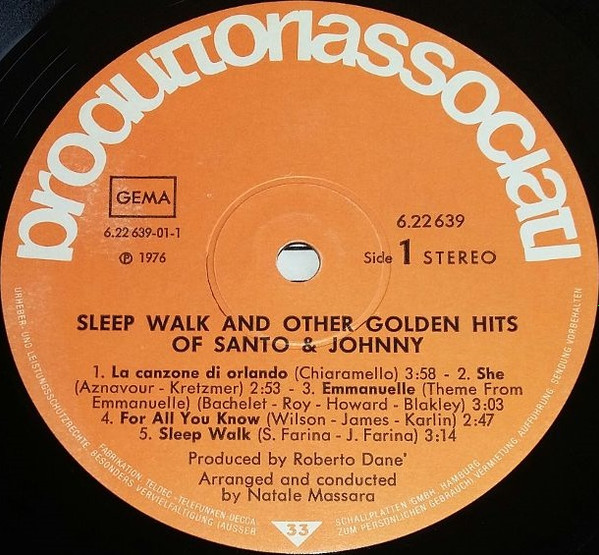 produttoriassociati
GEMA
6.22 639-01-1
℗ 1976
6.22 639
Side 1 STEREO
SLEEP WALK AND OTHER GOLDEN HITS
OF SANTO & JOHNNY
1. La canzone di orlando (Chiaramello) 3:58 - 2. She
(Aznavour - Kretzmer) 2:53 - 3. Emmanuelle (Theme From
Emmanuelle) (Bachelet - Roy - Howard - Blakley) 3:03
4. For All You Know (Wilson - James - Karlin) 2:47
5. Sleep Walk (S. Farina - J. Farina) 3:14
Produced by Roberto Dane'
Arranged and conducted
by Natale Massara
URHEBER- UND LEISTUNGSSCHUTZRECHTE
BESONDERS VERVIELFÄLTIGUNG (AUSSER
ZUM PERSÖNLICHEN GEBRAUCH) VERMIETUNG, AUFFÜHRUNG, SENDUNG VORBEHALTEN
FABRIKATION TELDEC »TELEFUNKEN-DECCA«
SCHALLPLATTEN GMBH, HAMBURG
33